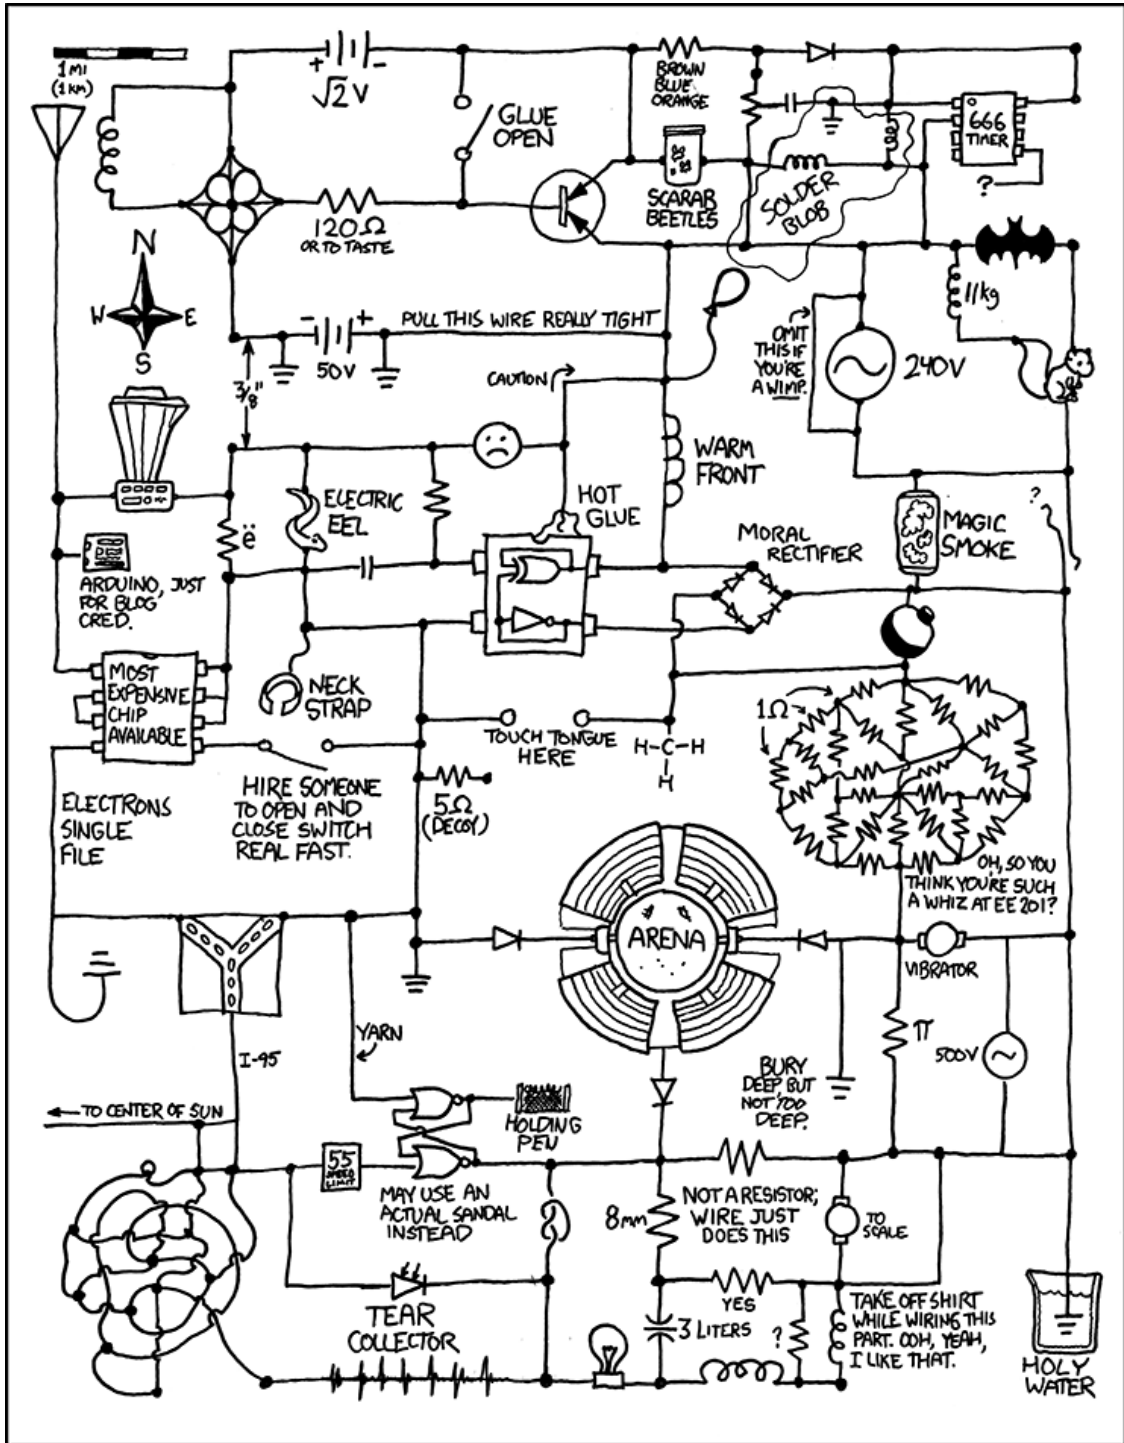 1 MI
(1 KM)
+
-
√2 V
GLUE
OPEN
BROWN
BLUE
ORANGE
666
TIMER
?
SCARAB
BEETLES
SOLDER
BLOB
120Ω
OR TO TASTE
N
W
E
S
-
+
50V
PULL THIS WIRE REALLY TIGHT
3/8"
CAUTION
OMIT
THIS IF
YOU'RE
A WIMP.
240V
11kg
WARM
FRONT
ELECTRIC
EEL
HOT
GLUE
MORAL
RECTIFIER
MAGIC
SMOKE
?
ë
ARDUINO, JUST
FOR BLOG
CRED.
MOST
EXPENSIVE
CHIP
AVAILABLE
NECK
STRAP
TOUCH TONGUE
HERE
H-C-H
H
1Ω
HIRE SOMEONE
TO OPEN AND
CLOSE SWITCH
REAL FAST.
5Ω
(DECOY)
ELECTRONS
SINGLE
FILE
OH, SO YOU
THINK YOU'RE SUCH
A WHIZ AT EE 201?
ARENA
VIBRATOR
I-95
YARN
π
500V
BURY
DEEP, BUT
NOT TOO
DEEP.
TO CENTER OF SUN
HOLDING
PEN
55
SPEED
LIMIT
MAY USE AN
ACTUAL SANDAL
INSTEAD
8mm
NOT A RESISTOR;
WIRE JUST
DOES THIS
TO
SCALE
TEAR
COLLECTOR
YES
3 LITERS
?
TAKE OFF SHIRT
WHILE WIRING THIS
PART. OOH, YEAH,
I LIKE THAT.
HOLY
WATER